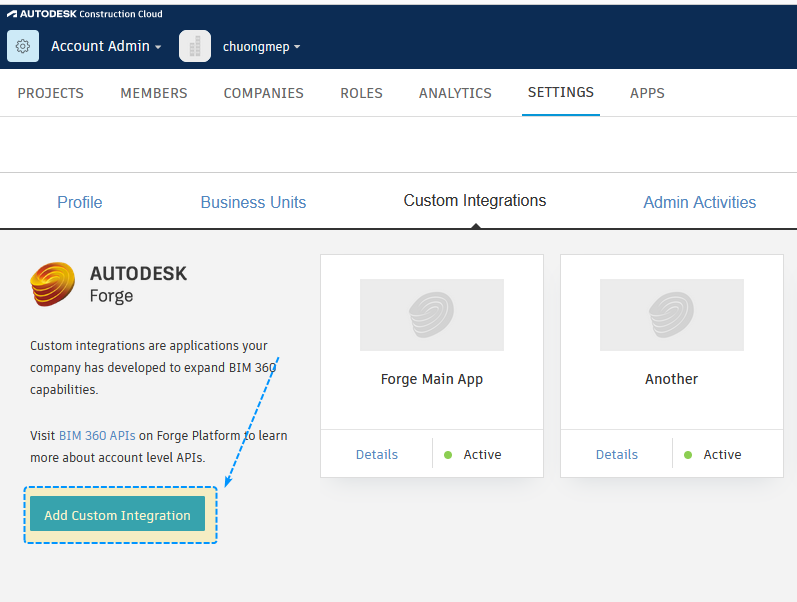 AUTODESK Construction Cloud
Account Admin
chuongmep
PROJECTS MEMBERS COMPANIES ROLES ANALYTICS SETTINGS APPS
Profile Business Units Custom Integrations Admin Activities
AUTODESK
Forge
Custom integrations are applications your
company has developed to expand BIM 360
capabilities.
Visit BIM 360 APIs on Forge Platform to learn
more about account level APIs.
Add Custom Integration
Forge Main App
Details Active
Another
Details Active